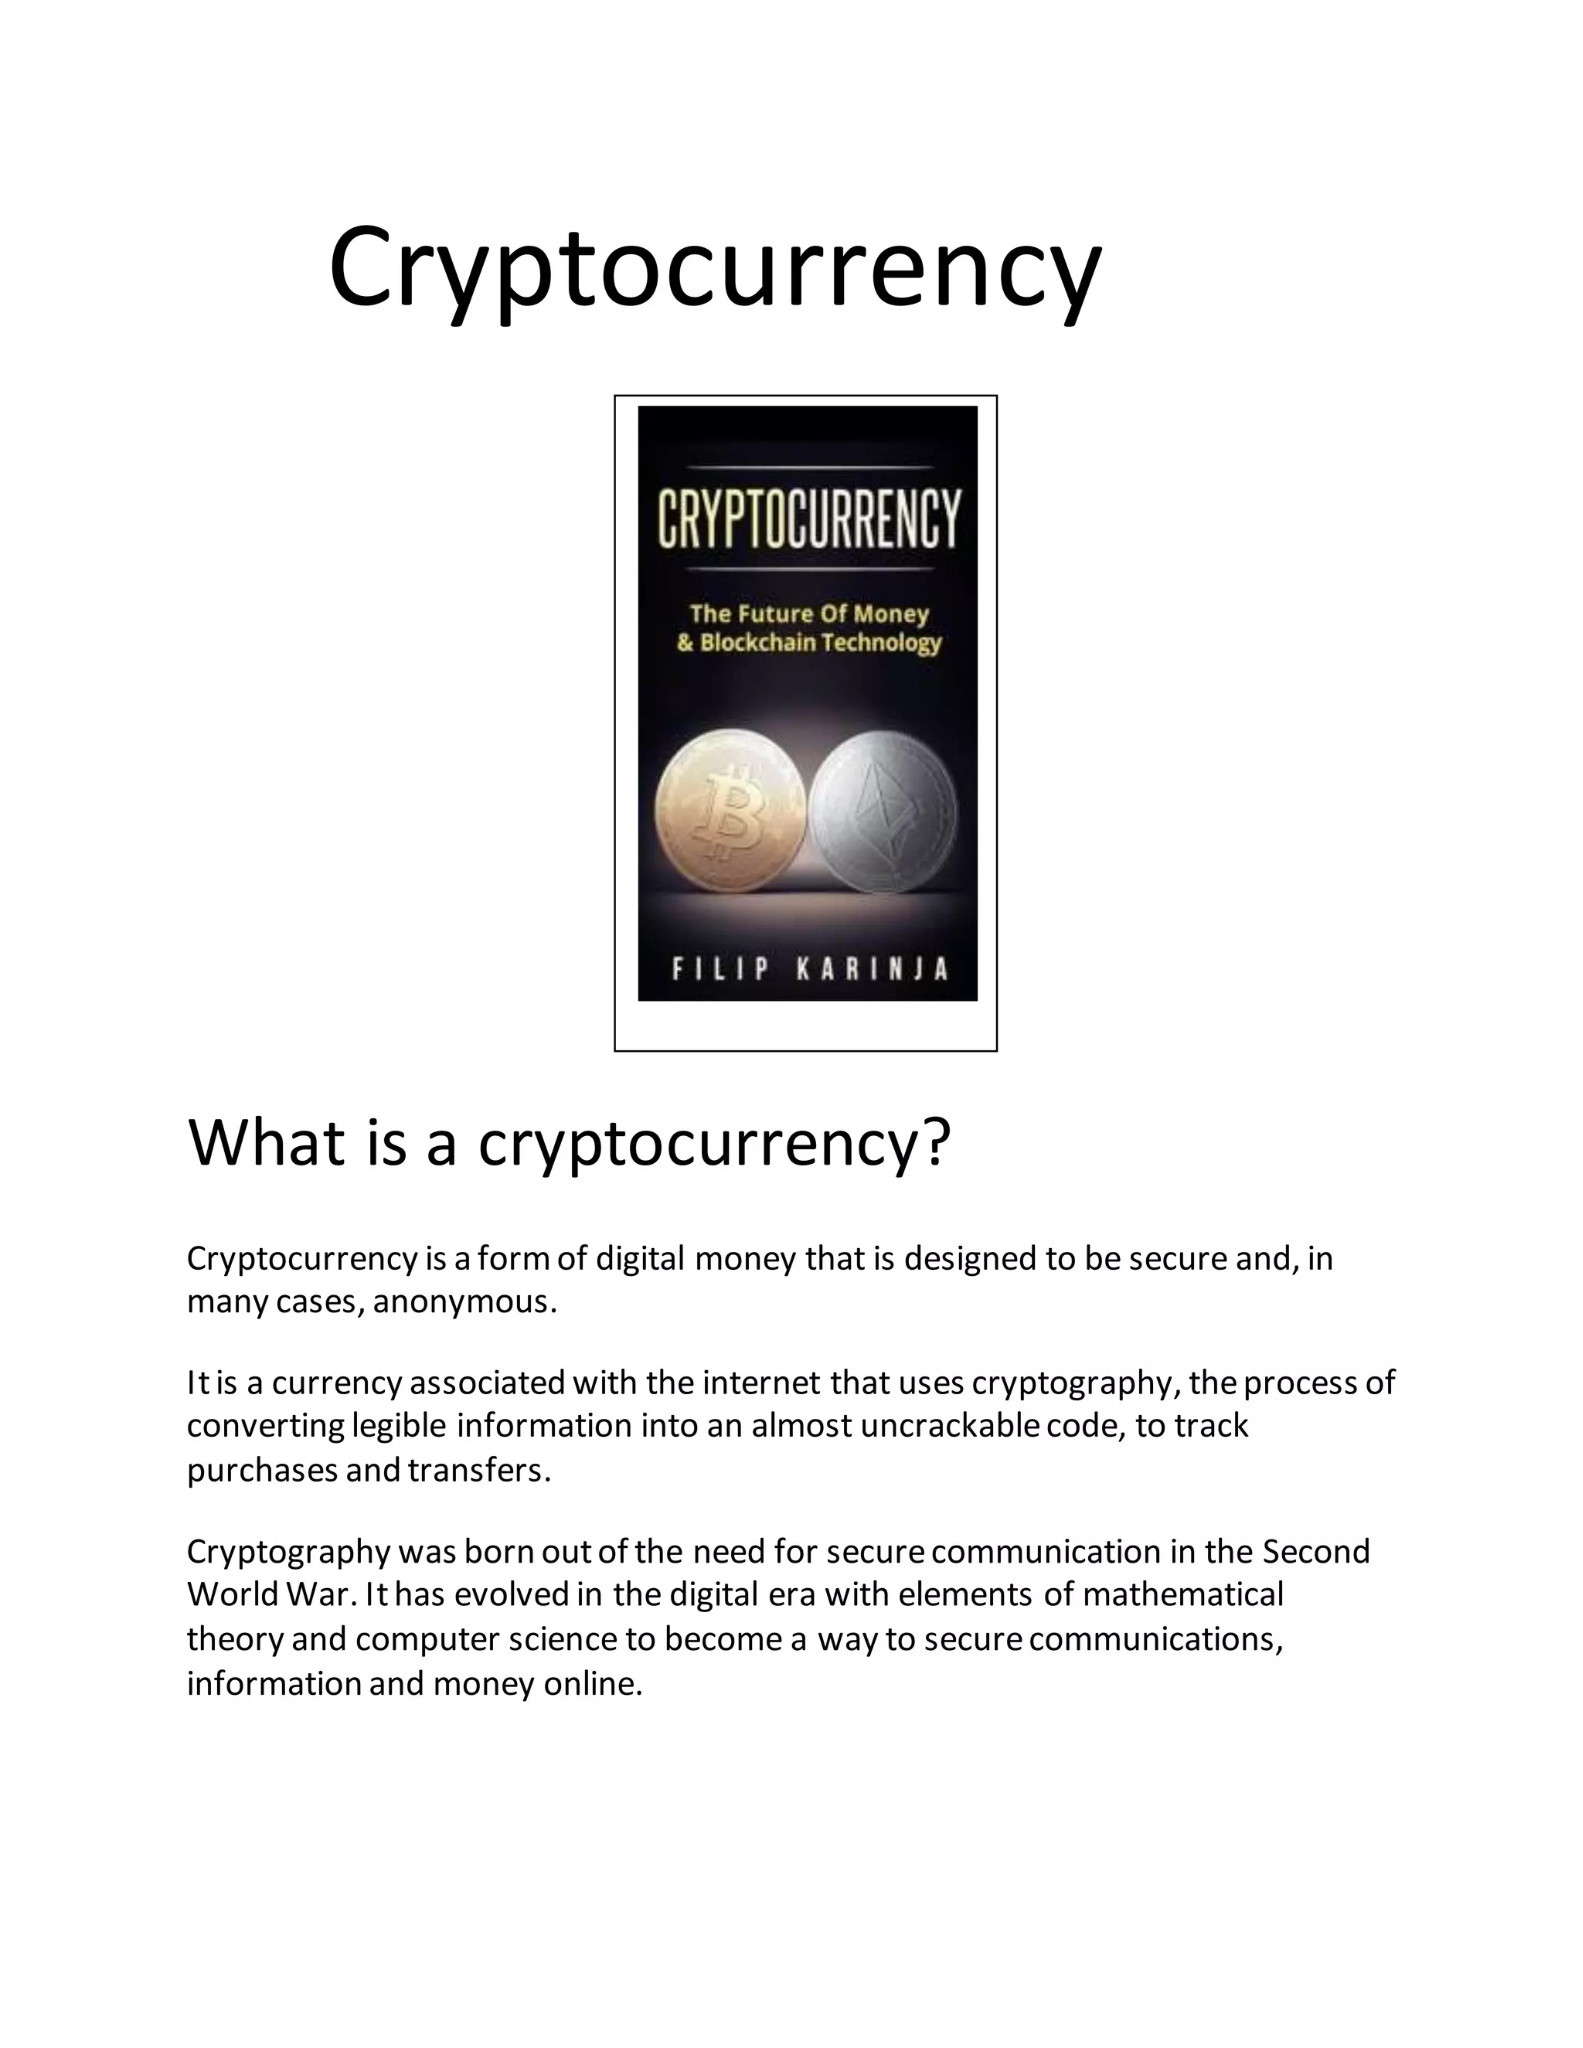 Cryptocurrency
CRYPTOCURRENCY
The Future Of Money
& Blockchain Technology
B
FILIP KARINJA
What is a cryptocurrency?
Cryptocurrency is a form of digital money that is designed to be secure and, in
many cases, anonymous.
It is a currency associated with the internet that uses cryptography, the process of
converting legible information into an almost uncrackable code, to track
purchases and transfers.
Cryptography was born out of the need for secure communication in the Second
World War. It has evolved in the digital era with elements of mathematical
theory and computer science to become a way to secure communications,
information and money online.